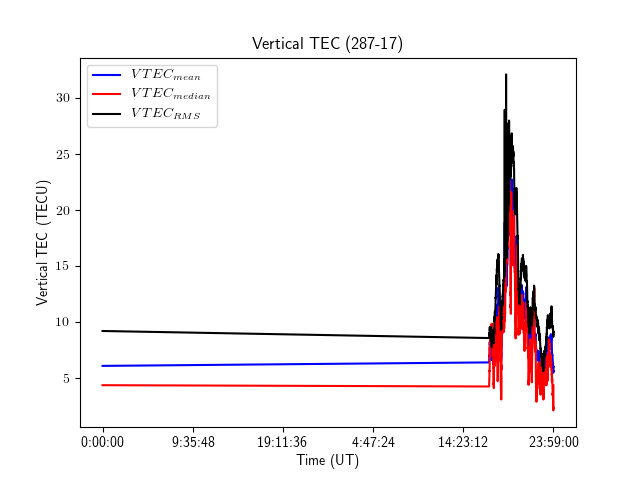 Vertical TEC (287-17)
VTEC_mean
VTEC_median
VTEC_RMS
30
25
20
15
10
5
Vertical TEC (TECU)
0:00:00 9:35:48 19:11:36 4:47:24 14:23:12 23:59:00
Time (UT)